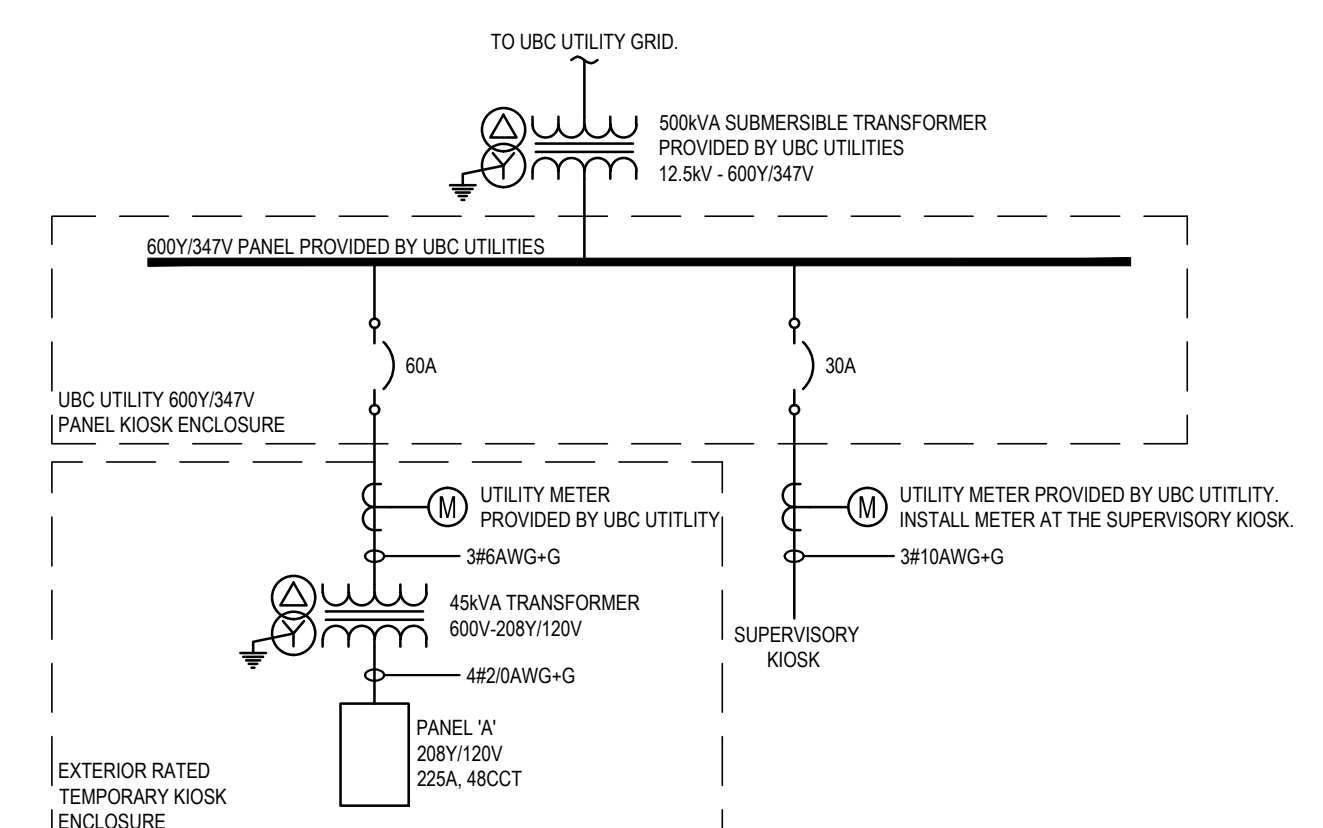 TO UBC UTILITY GRID.
500kVA SUBMERSIBLE TRANSFORMER
PROVIDED BY UBC UTILITIES
12.5kV - 600Y/347V
600Y/347V PANEL PROVIDED BY UBC UTILITIES
60A
30A
UBC UTILITY 600Y/347V
PANEL KIOSK ENCLOSURE
M
UTILITY METER
PROVIDED BY UBC UTITLITY
M
UTILITY METER PROVIDED BY UBC UTITLITY.
INSTALL METER AT THE SUPERVISORY KIOSK.
3#6AWG+G
3#10AWG+G
45kVA TRANSFORMER
600V-208Y/120V
SUPERVISORY
KIOSK
4#2/0AWG+G
PANEL 'A'
208Y/120V
225A, 48CCT
EXTERIOR RATED
TEMPORARY KIOSK
ENCLOSURE